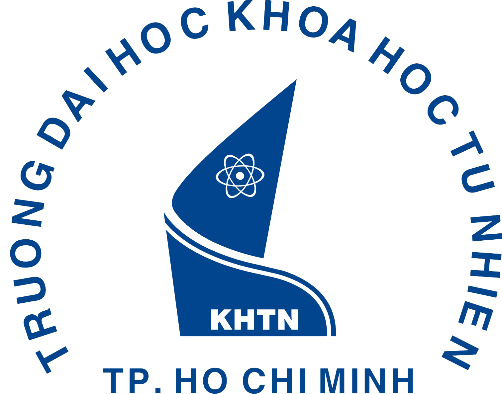 TRUONG DAI HOC KHOA HOC TU NHIEN
KHTN
TP. HO CHI MINH